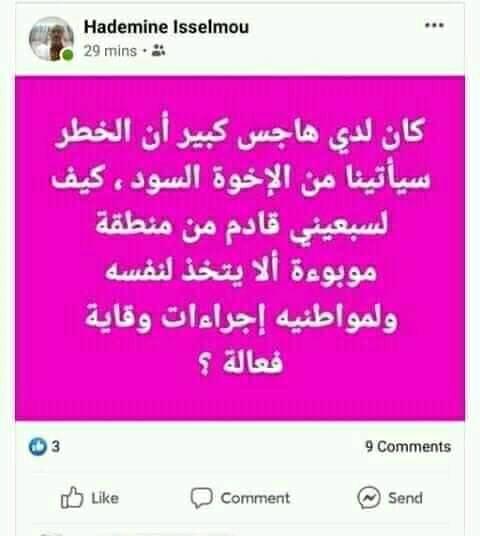 Hademine Isselmou
29 mins
كان لدي هاجس كبير أن الخطر
سيأتينا من الإخوة السود ، كيف
لسبعيني قادم من منطقة
موبوءة ألا يتخذ لنفسه
ولمواطنيه إجراءات وقاية
فعالة ؟
3
9 Comments
Like
Comment
Send